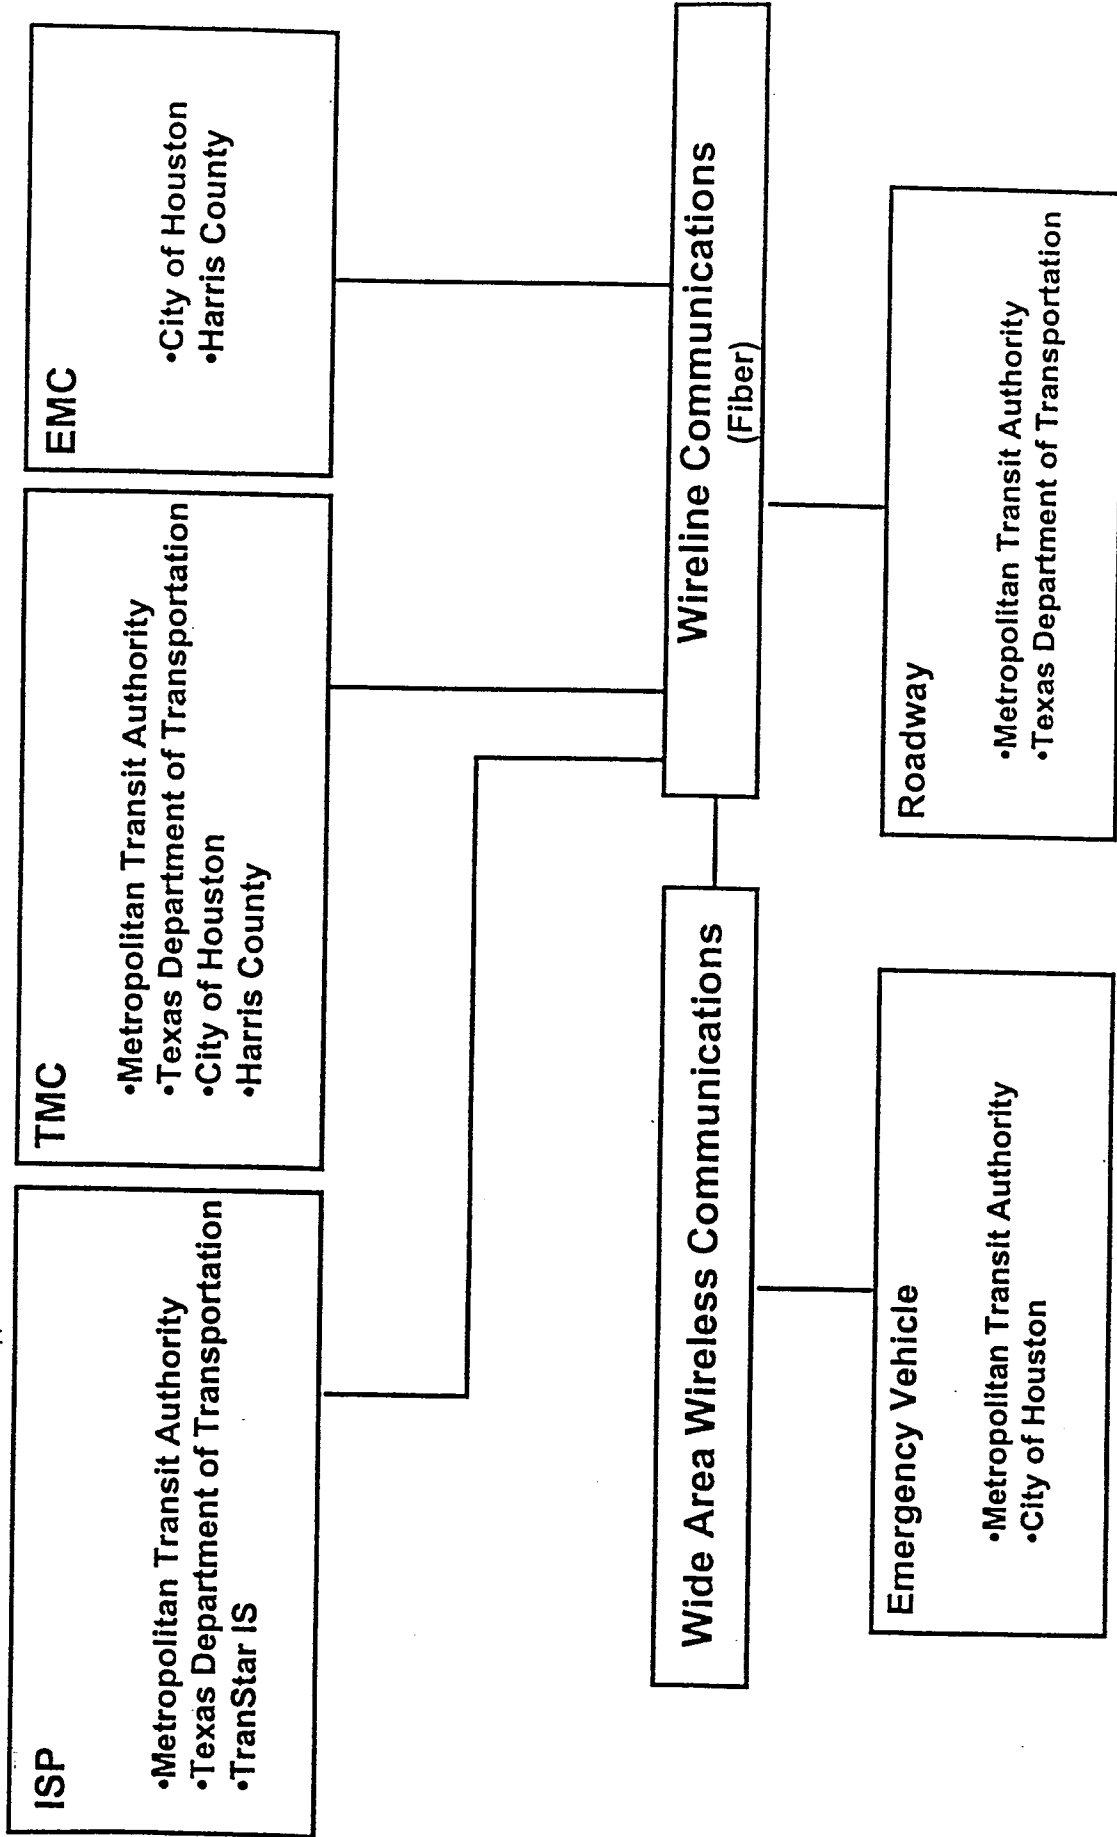 ISP
•Metropolitan Transit Authority
•Texas Department of Transportation
•TranStar IS
TMC
•Metropolitan Transit Authority
•Texas Department of Transportation
•City of Houston
•Harris County
EMC
•City of Houston
•Harris County
Wide Area Wireless Communications
Wireline Communications
(Fiber)
Emergency Vehicle
•Metropolitan Transit Authority
•City of Houston
Roadway
•Metropolitan Transit Authority
•Texas Department of Transportation